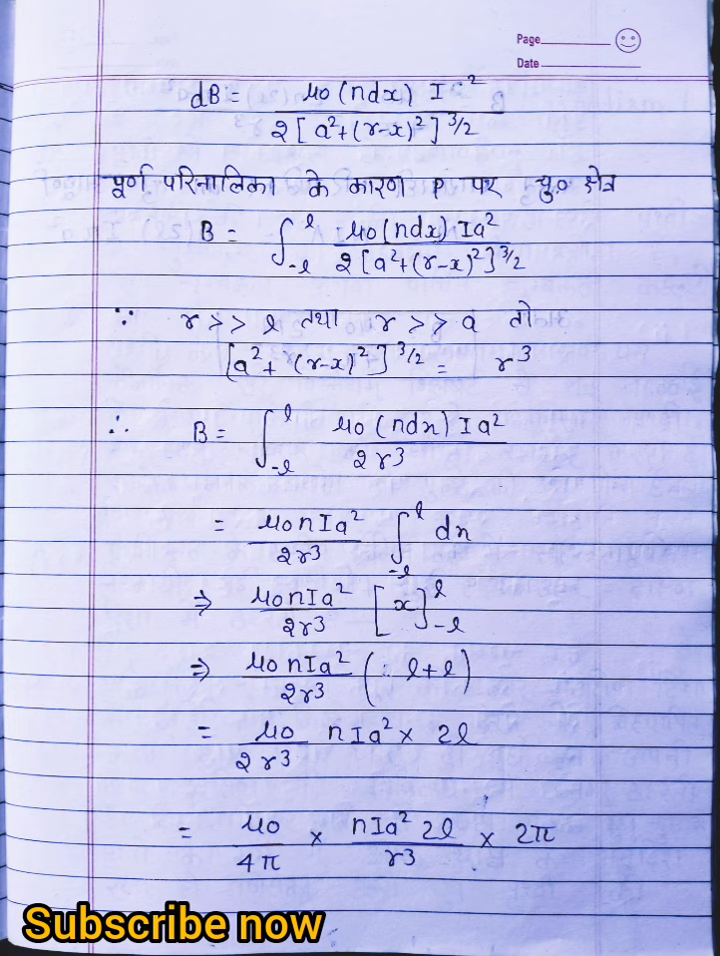 Page
Date
dB = μ0 (ndx) I a² / 2 [a²+(r-x)²]^3/2
पूर्ण परिनालिका के कारण P पर चु० क्षेत्र
B = ∫_-l^l μ0 (ndx) I a² / 2 [a²+(r-x)²]^3/2
∵ r >> l तथा r >> a तो
[a²+ (r-x)²]^3/2 = r³
∴ B = ∫_-l^l μ0 (ndx) I a² / 2r³
= μ0 n I a² / 2r³ ∫_-l^l dx
⇒ μ0 n I a² / 2r³ [x]_-l^l
⇒ μ0 n I a² / 2r³ (l+l)
= μ0 / 2r³ n I a² × 2l
= μ0 / 4π × n I a² 2l / r³ × 2π
Subscribe now